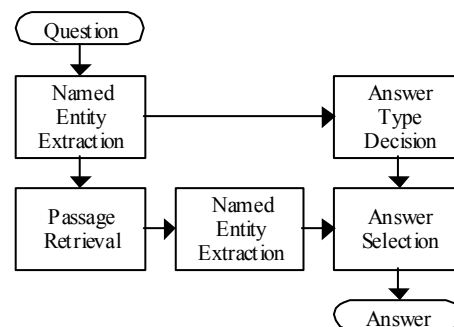 Question
Named
Entity
Extraction
Answer
Type
Decision
Passage
Retrieval
Named
Entity
Extraction
Answer
Selection
Answer